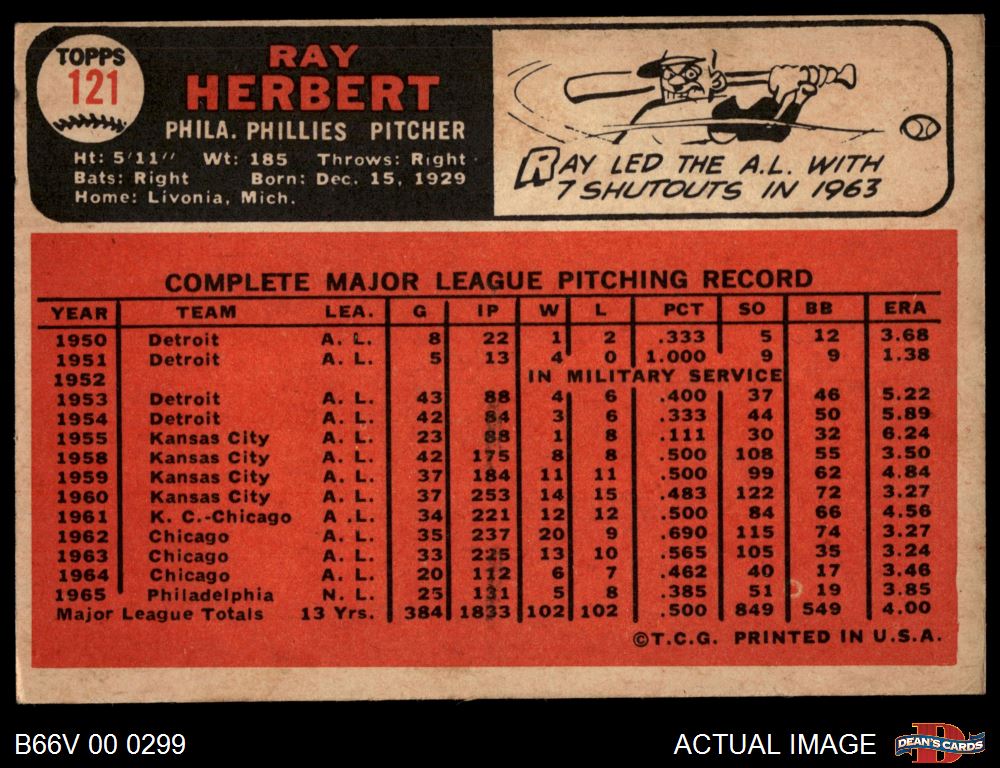 TOPPS
121
RAY
HERBERT
PHILA. PHILLIES PITCHER
Ht: 5'11" Wt: 185 Throws: Right
Bats: Right Born: Dec. 15, 1929
Home: Livonia, Mich.
RAY LED THE A.L. WITH
7 SHUTOUTS IN 1963
COMPLETE MAJOR LEAGUE PITCHING RECORD
YEAR TEAM LEA. G IP W L PCT SO BB ERA
1950 Detroit A. L. 8 22 1 2 .333 5 12 3.68
1951 Detroit A. L. 5 13 4 0 1.000 9 9 1.38
1952 IN MILITARY SERVICE
1953 Detroit A. L. 43 88 4 6 .400 37 46 5.22
1954 Detroit A. L. 42 84 3 6 .333 44 50 5.89
1955 Kansas City A. L. 23 88 1 8 .111 30 32 6.24
1958 Kansas City A. L. 42 175 8 8 .500 108 55 3.50
1959 Kansas City A. L. 37 184 11 11 .500 99 62 4.84
1960 Kansas City A. L. 37 253 14 15 .483 122 72 3.27
1961 K. C.-Chicago A .L. 34 221 12 12 .500 84 66 4.56
1962 Chicago A. L. 35 237 20 9 .690 115 74 3.27
1963 Chicago A. L. 33 225 13 10 .565 105 35 3.24
1964 Chicago A. L. 20 112 6 7 .462 40 17 3.46
1965 Philadelphia N. L. 25 131 5 8 .385 51 19 3.85
Major League Totals 13 Yrs. 384 1833 102 102 .500 849 549 4.00
©T.C.G. PRINTED IN U.S.A.
B66V 00 0299
ACTUAL IMAGE
DEAN'S CARDS